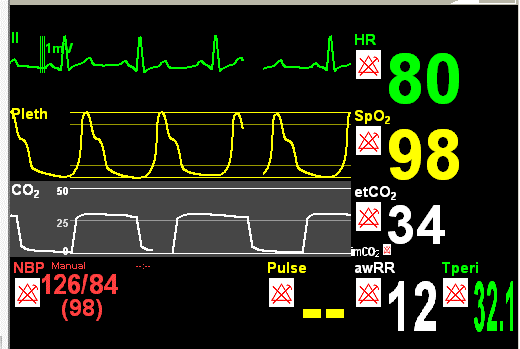 II
1mV
HR
80
Pleth
SpO₂
98
CO₂ 50
25
0
etCO₂
34
imCO₂
NBP Manual --:--
126/84
(98)
Pulse
--
awRR
12
Tperi
32.1